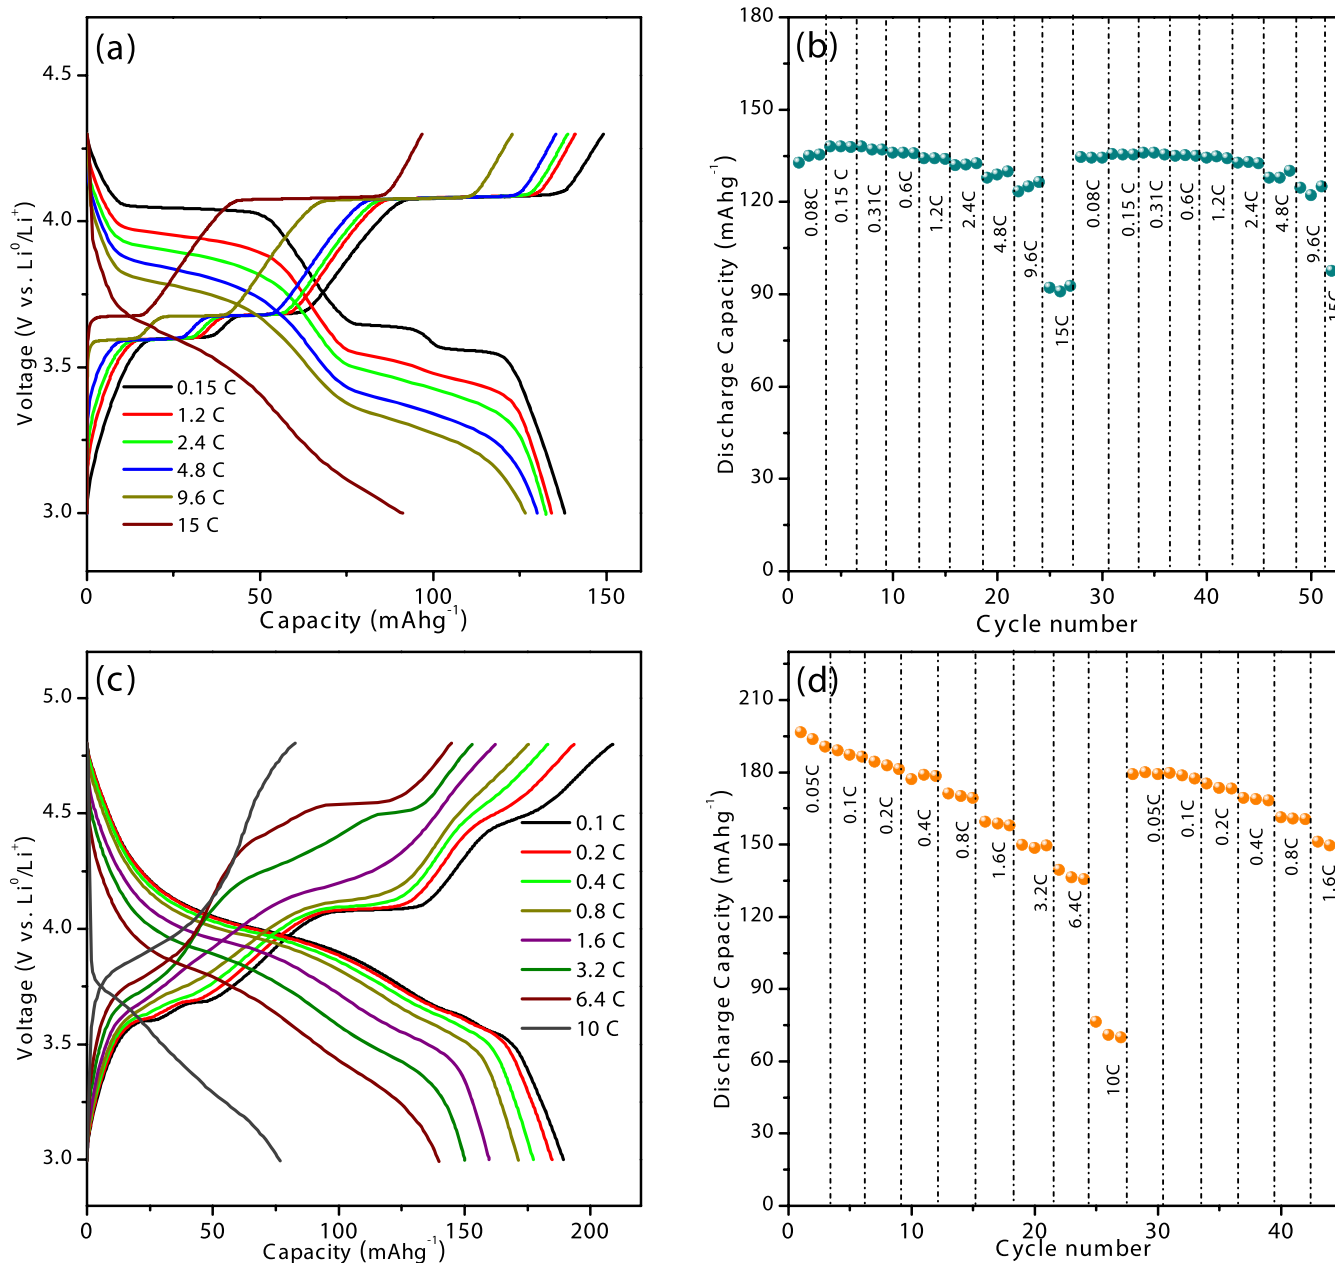 (a)
4.5
4.0
3.5
3.0
Voltage (V vs. Li⁰/Li⁺)
0.15 C
1.2 C
2.4 C
4.8 C
9.6 C
15 C
0
50
100
150
Capacity (mAhg⁻¹)
(b)
180
150
120
90
60
30
0
Discharge Capacity (mAhg⁻¹)
0.08C
0.15 C
0.31C
0.6C
1.2C
2.4C
4.8C
9.6C
15C
0.08C
0.15 C
0.31C
0.6C
1.2C
2.4C
4.8C
9.6C
15C
0
10
20
30
40
50
Cycle number
(c)
5.0
4.5
4.0
3.5
3.0
Voltage (V vs. Li⁰/Li⁺)
0.1 C
0.2 C
0.4 C
0.8 C
1.6 C
3.2 C
6.4 C
10 C
0
50
100
150
200
Capacity (mAhg⁻¹)
(d)
210
180
150
120
90
60
30
0
Discharge Capacity (mAhg⁻¹)
0.05C
0.1C
0.2C
0.4C
0.8C
1.6C
3.2C
6.4C
10C
0.05C
0.1C
0.2C
0.4C
0.8C
1.6C
0
10
20
30
40
Cycle number